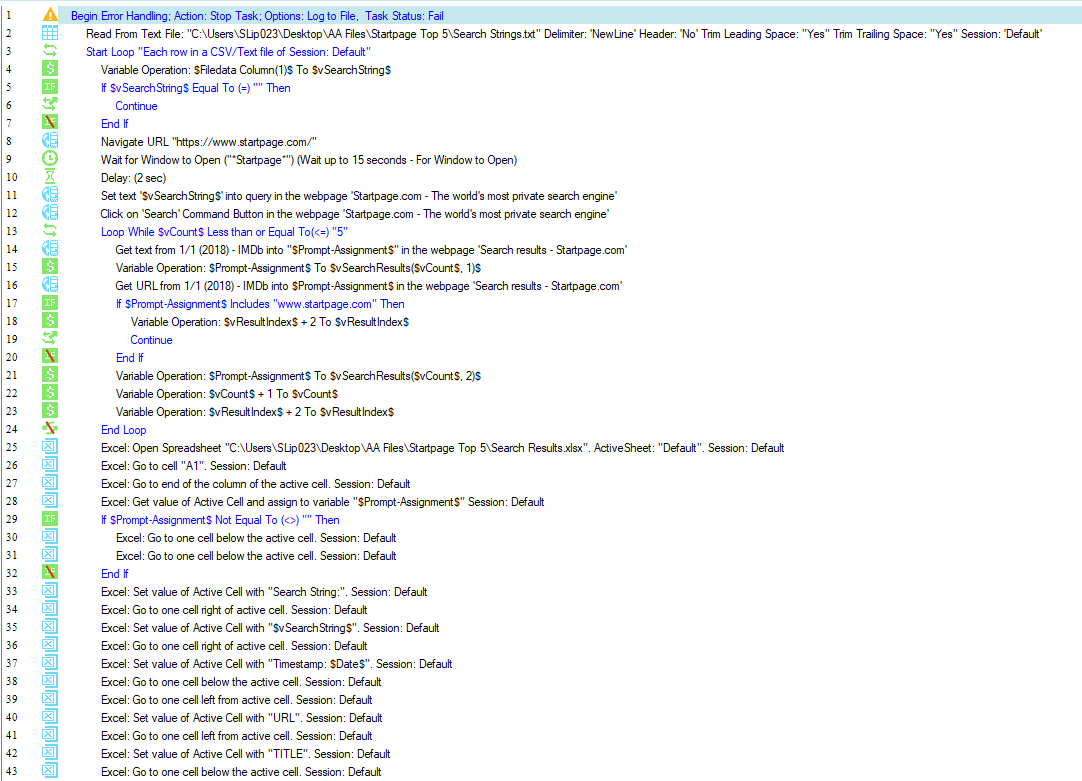 1 Begin Error Handling; Action: Stop Task; Options: Log to File, Task Status: Fail
2 Read From Text File: "C:\Users\SLip023\Desktop\AA Files\Startpage Top 5\Search Strings.txt" Delimiter: 'NewLine' Header: 'No' Trim Leading Space: "Yes" Trim Trailing Space: "Yes" Session: 'Default'
3 Start Loop "Each row in a CSV/Text file of Session: Default"
4 Variable Operation: $Filedata Column(1)$ To $vSearchString$
5 IF If $vSearchString$ Equal To (=) "" Then
6 Continue
7 End If
8 Navigate URL "https://www.startpage.com/"
9 Wait for Window to Open ("*Startpage*") (Wait up to 15 seconds - For Window to Open)
10 Delay: (2 sec)
11 Set text '$vSearchString$' into query in the webpage 'Startpage.com - The world's most private search engine'
12 Click on 'Search' Command Button in the webpage 'Startpage.com - The world's most private search engine'
13 Loop While $vCount$ Less than or Equal To(<=) "5"
14 Get text from 1/1 (2018) - IMDb into "$Prompt-Assignment$" in the webpage 'Search results - Startpage.com'
15 Variable Operation: $Prompt-Assignment$ To $vSearchResults($vCount$, 1)$
16 Get URL from 1/1 (2018) - IMDb into $Prompt-Assignment$ in the webpage 'Search results - Startpage.com'
17 IF If $Prompt-Assignment$ Includes "www.startpage.com" Then
18 Variable Operation: $vResultIndex$ + 2 To $vResultIndex$
19 Continue
20 End If
21 Variable Operation: $Prompt-Assignment$ To $vSearchResults($vCount$, 2)$
22 Variable Operation: $vCount$ + 1 To $vCount$
23 Variable Operation: $vResultIndex$ + 2 To $vResultIndex$
24 End Loop
25 Excel: Open Spreadsheet "C:\Users\SLip023\Desktop\AA Files\Startpage Top 5\Search Results.xlsx". ActiveSheet: "Default". Session: Default
26 Excel: Go to cell "A1". Session: Default
27 Excel: Go to end of the column of the active cell. Session: Default
28 Excel: Get value of Active Cell and assign to variable "$Prompt-Assignment$" Session: Default
29 IF If $Prompt-Assignment$ Not Equal To (<>) "" Then
30 Excel: Go to one cell below the active cell. Session: Default
31 Excel: Go to one cell below the active cell. Session: Default
32 End If
33 Excel: Set value of Active Cell with "Search String:". Session: Default
34 Excel: Go to one cell right of active cell. Session: Default
35 Excel: Set value of Active Cell with "$vSearchString$". Session: Default
36 Excel: Go to one cell right of active cell. Session: Default
37 Excel: Set value of Active Cell with "Timestamp: $Date$". Session: Default
38 Excel: Go to one cell below the active cell. Session: Default
39 Excel: Go to one cell left from active cell. Session: Default
40 Excel: Set value of Active Cell with "URL". Session: Default
41 Excel: Go to one cell left from active cell. Session: Default
42 Excel: Set value of Active Cell with "TITLE". Session: Default
43 Excel: Go to one cell below the active cell. Session: Default